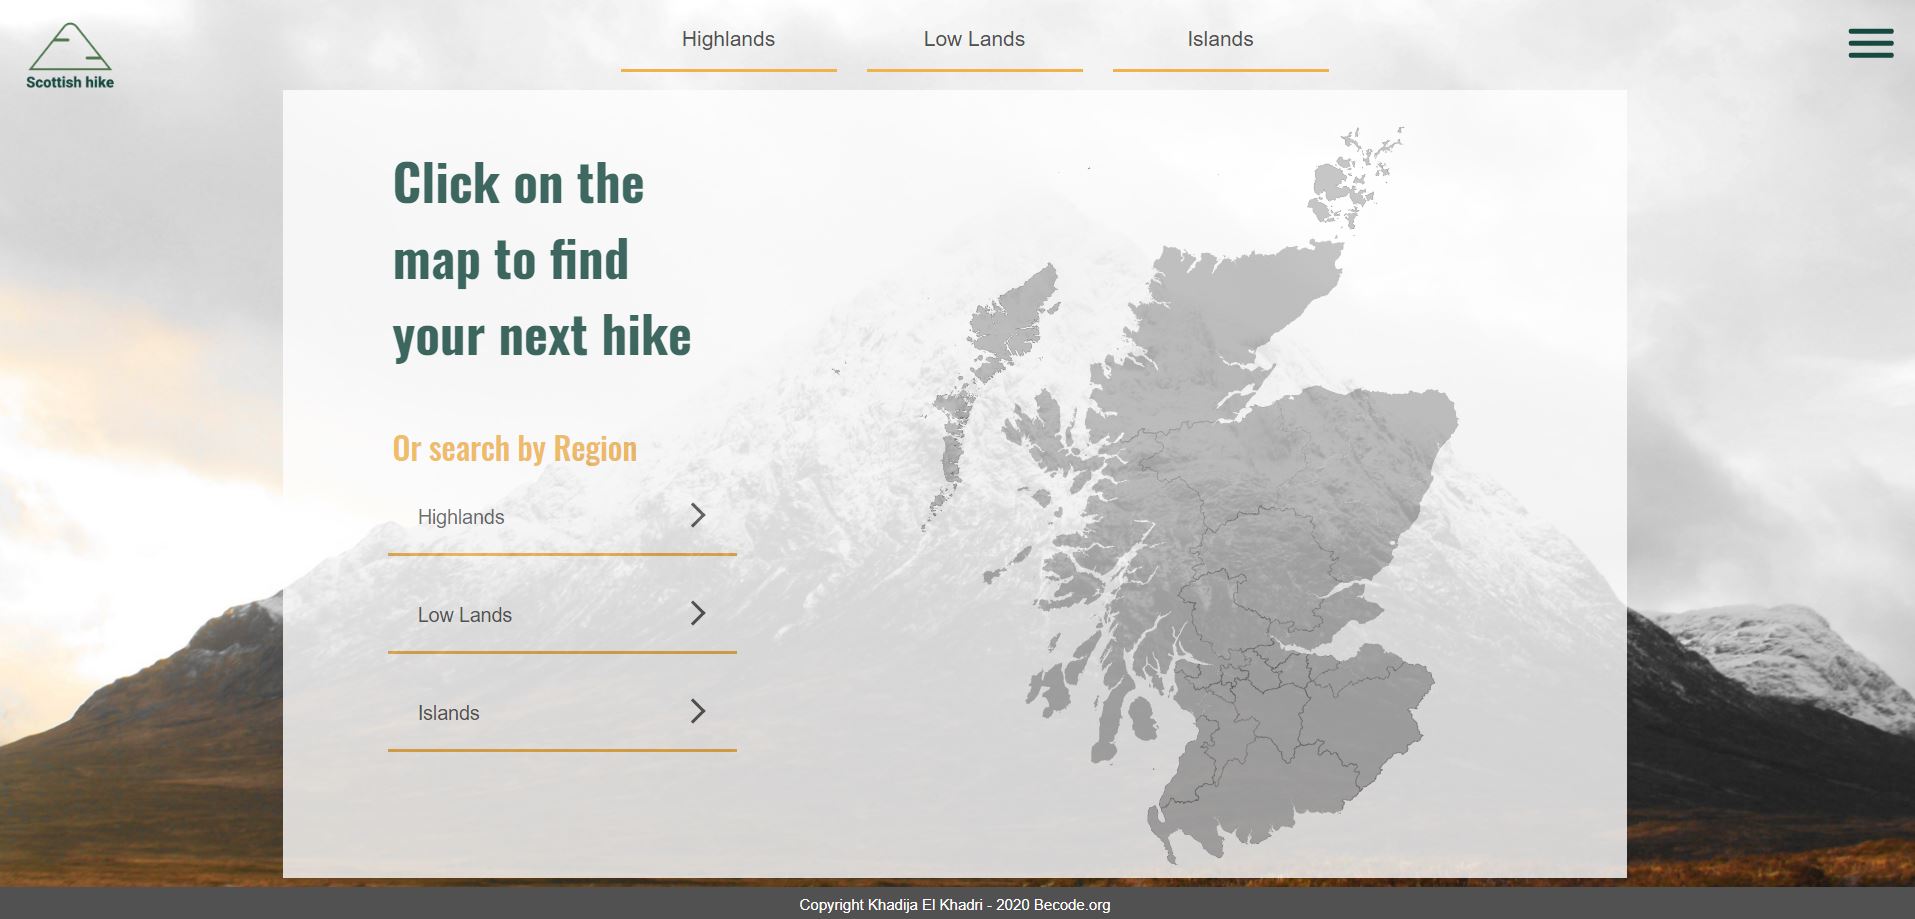 Scottish hike
Highlands
Low Lands
Islands
Click on the
map to find
your next hike
Or search by Region
Highlands
Low Lands
Islands
Copyright Khadija El Khadri - 2020 Becode.org